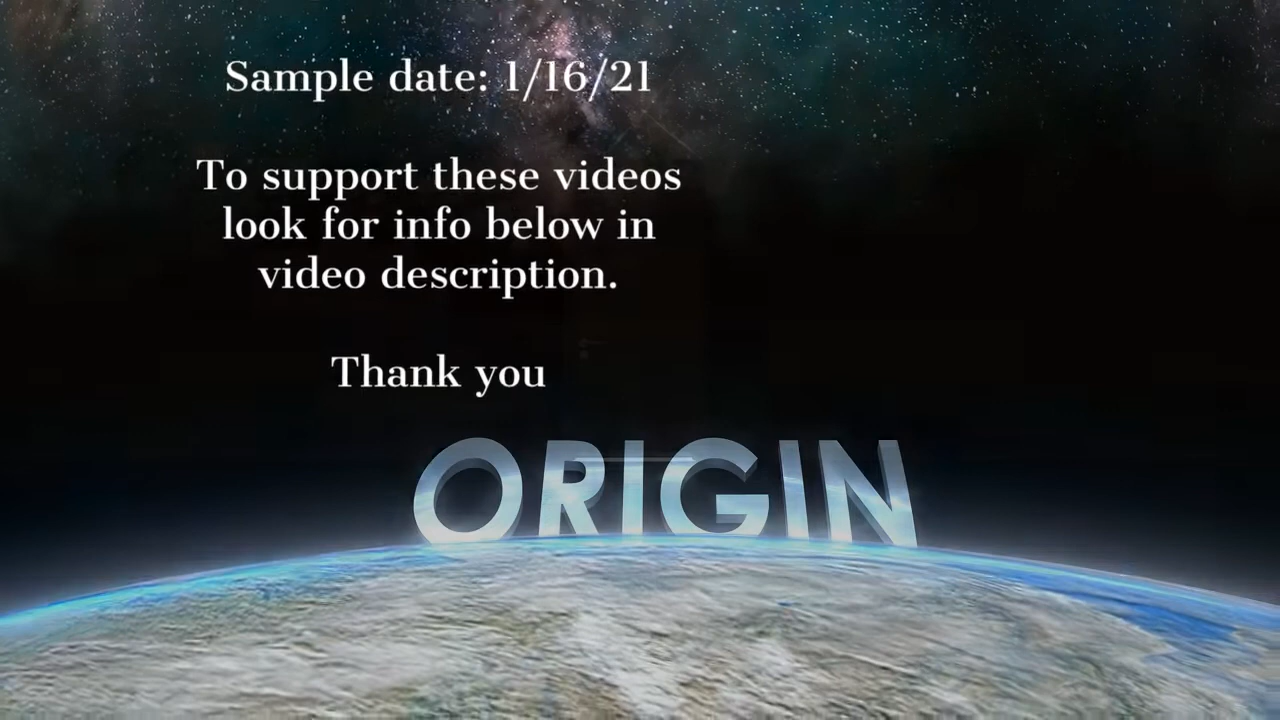 Sample date: 1/16/21
To support these videos
look for info below in
video description.
Thank you
ORIGIN